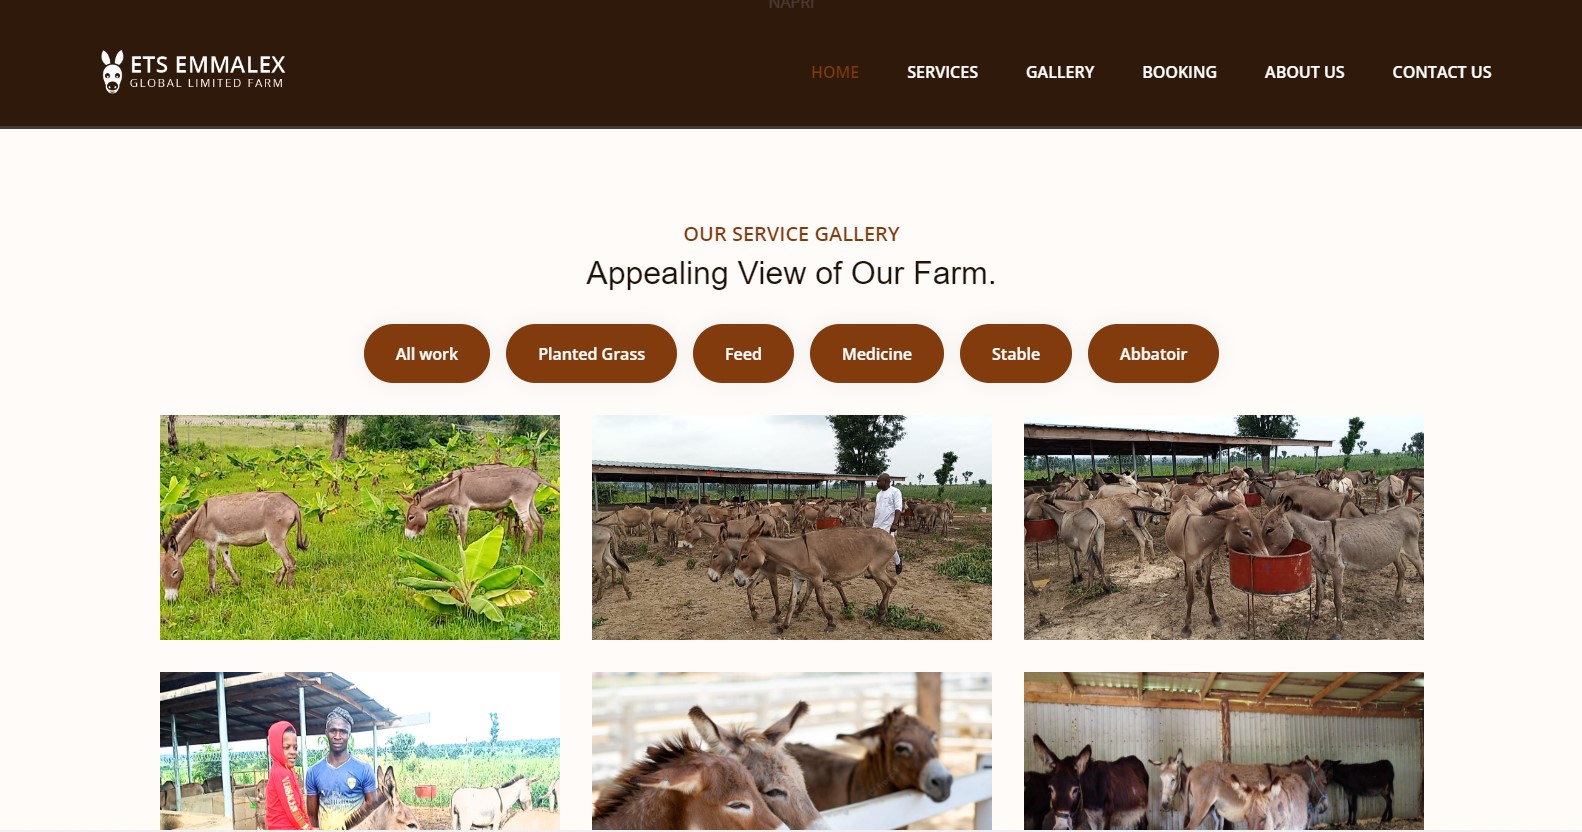 NAPRI
ETS EMMALEX
GLOBAL LIMITED FARM
HOME SERVICES GALLERY BOOKING ABOUT US CONTACT US
OUR SERVICE GALLERY
Appealing View of Our Farm.
All work Planted Grass Feed Medicine Stable Abbatoir